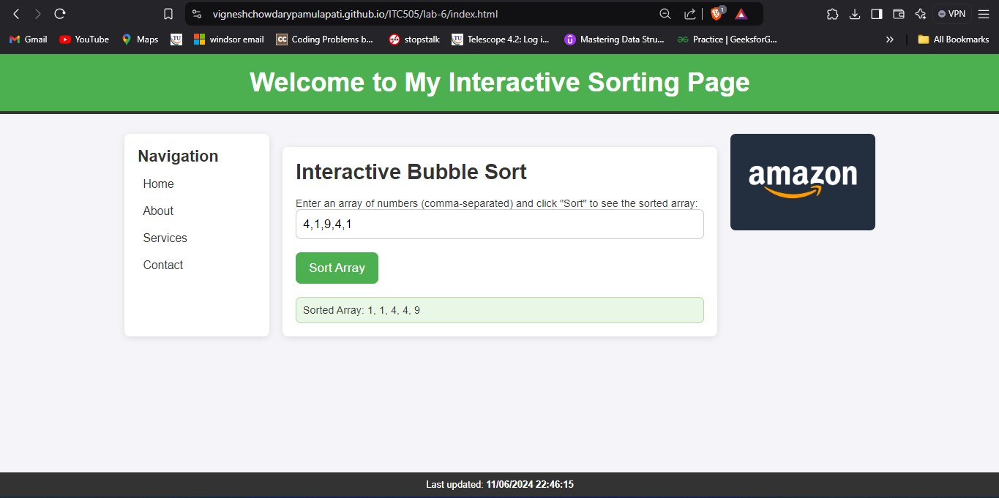 vigneshchowdarypamulapati.github.io/ITC505/lab-6/index.html
1
VPN
Gmail
YouTube
Maps
TU
windsor email
CC
Coding Problems b...
stopstalk
TU
Telescope 4.2: Log i...
Mastering Data Stru...
Practice | GeeksforG...
All Bookmarks
Welcome to My Interactive Sorting Page
Navigation
Home
About
Services
Contact
Interactive Bubble Sort
Enter an array of numbers (comma-separated) and click "Sort" to see the sorted array:
4,1,9,4,1
Sort Array
Sorted Array: 1, 1, 4, 4, 9
amazon
Last updated: 11/06/2024 22:46:15